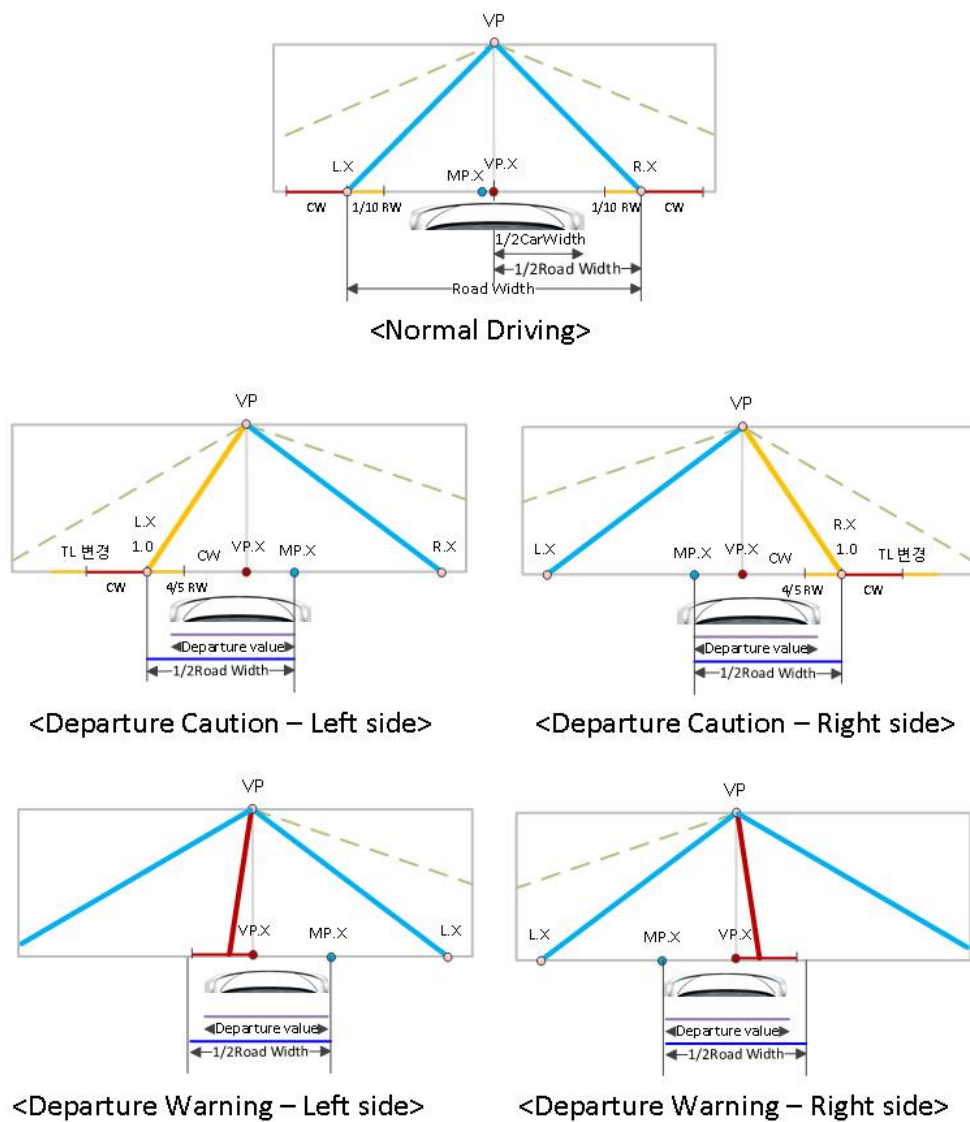 VP
L.X
R.X
MP.X
VP.X
CW
1/10 RW
1/10 RW
CW
1/2CarWidth
1/2Road Width
Road Width
<Normal Driving>
VP
L.X
1.0
TL 변경
CW
VP.X
MP.X
R.X
CW
4/5 RW
Departure value
1/2Road Width
<Departure Caution – Left side>
VP
L.X
MP.X
VP.X
CW
R.X
1.0
TL 변경
4/5 RW
CW
Departure value
1/2Road Width
<Departure Caution – Right side>
VP
VP.X
MP.X
L.X
Departure value
1/2Road Width
<Departure Warning – Left side>
VP
L.X
MP.X
VP.X
Departure value
1/2Road Width
<Departure Warning – Right side>